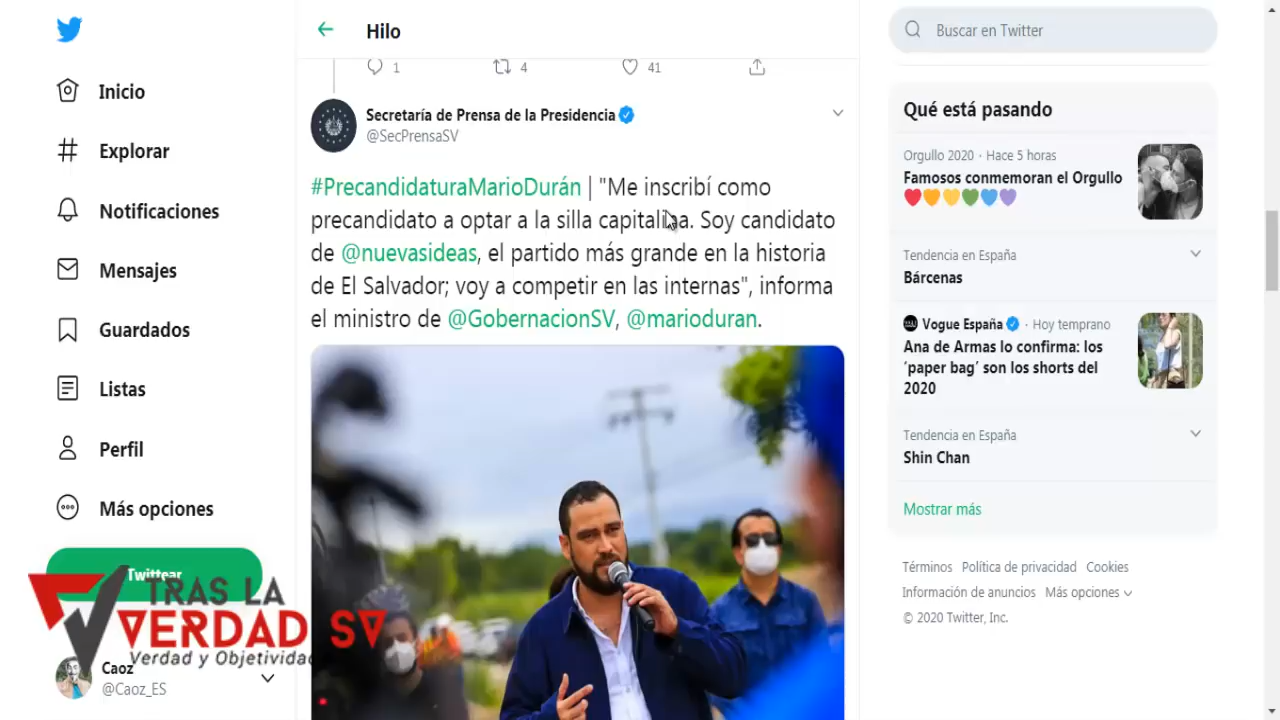 Inicio
Explorar
Notificaciones
Mensajes
Guardados
Listas
Perfil
Más opciones
Twittear
TRAS LA
VERDAD SV
Verdad y Objetividad
Caoz
@Caoz_ES
Hilo
1 4 41
Secretaría de Prensa de la Presidencia
@SecPrensaSV
#PrecandidaturaMarioDurán | "Me inscribí como
precandidato a optar a la silla capitalina. Soy candidato
de @nuevasideas, el partido más grande en la historia
de El Salvador; voy a competir en las internas", informa
el ministro de @GobernacionSV, @marioduran.
Buscar en Twitter
Qué está pasando
Orgullo 2020 · Hace 5 horas
Famosos conmemoran el Orgullo
❤️🧡💛💚💙💜
Tendencia en España
Bárcenas
Vogue España · Hoy temprano
Ana de Armas lo confirma: los
‘paper bag’ son los shorts del
2020
Tendencia en España
Shin Chan
Mostrar más
Términos Política de privacidad Cookies
Información de anuncios Más opciones
© 2020 Twitter, Inc.